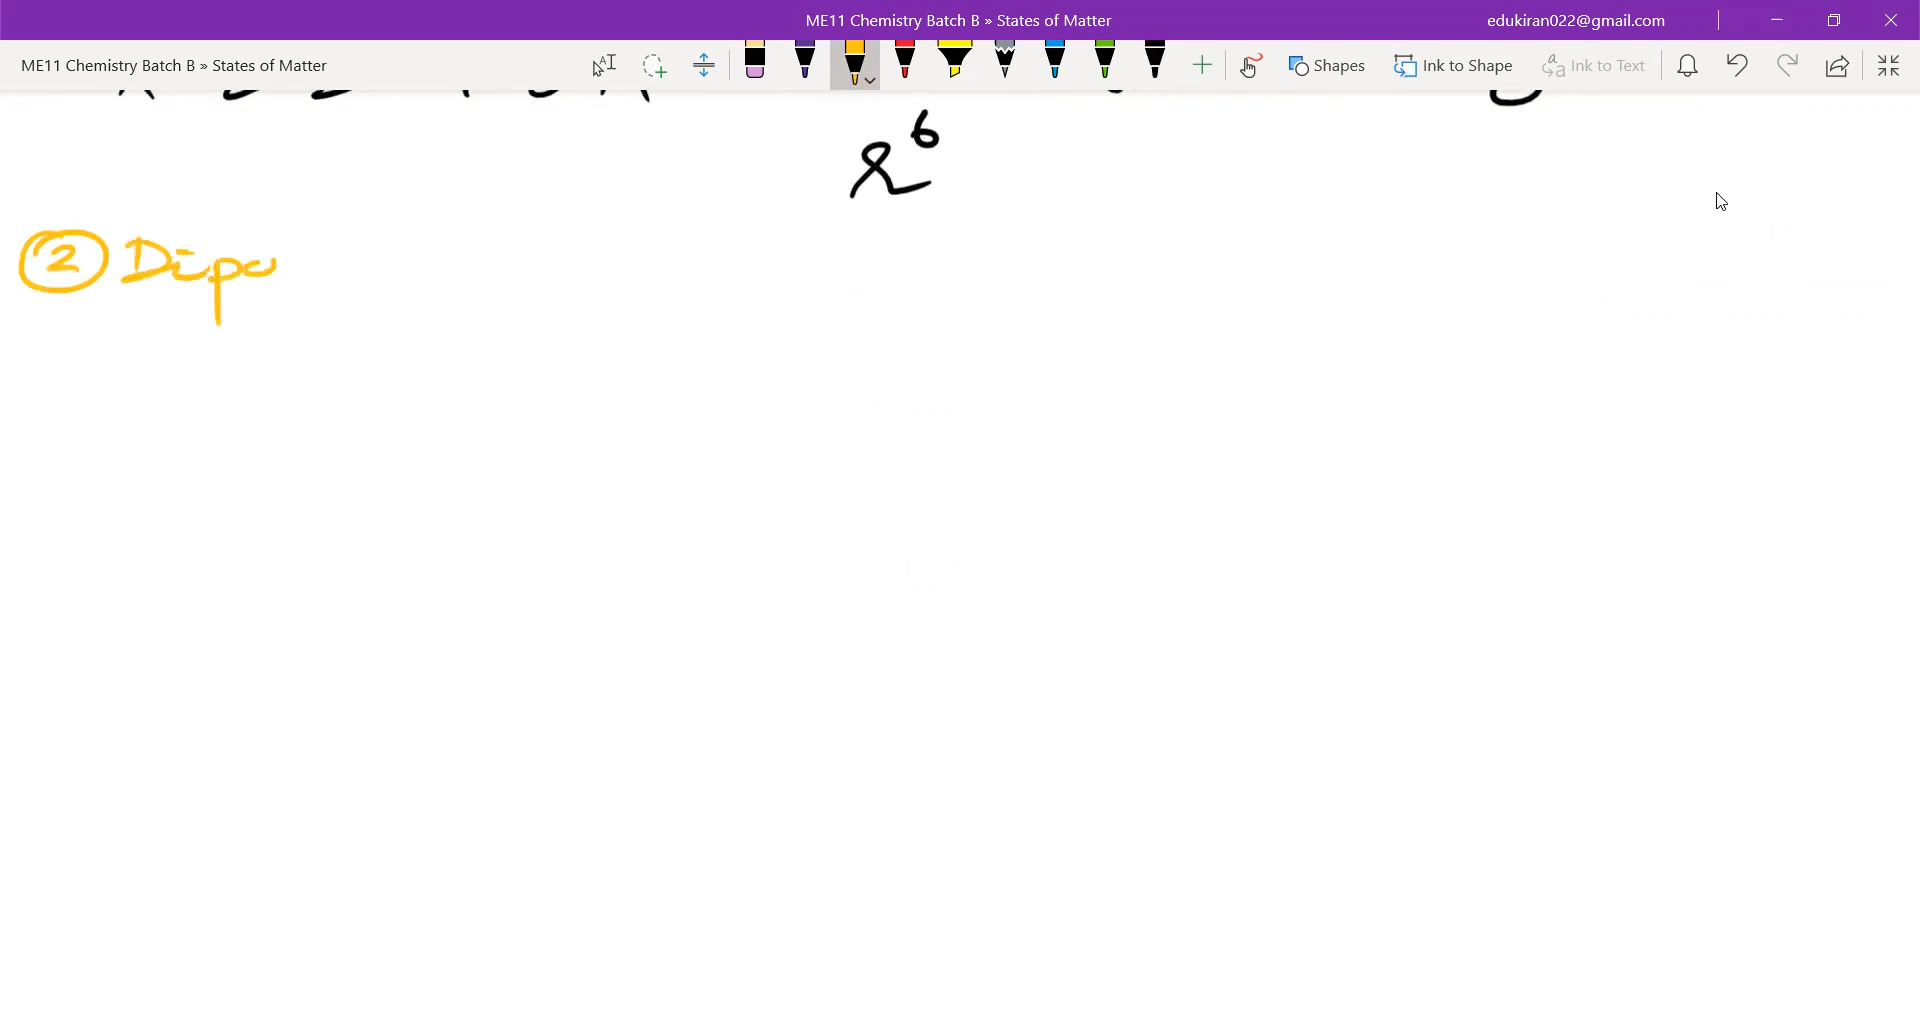 ME11 Chemistry Batch B » States of Matter
edukiran022@gmail.com
ME11 Chemistry Batch B » States of Matter
Shapes
Ink to Shape
Ink to Text
r⁶
② Dipo